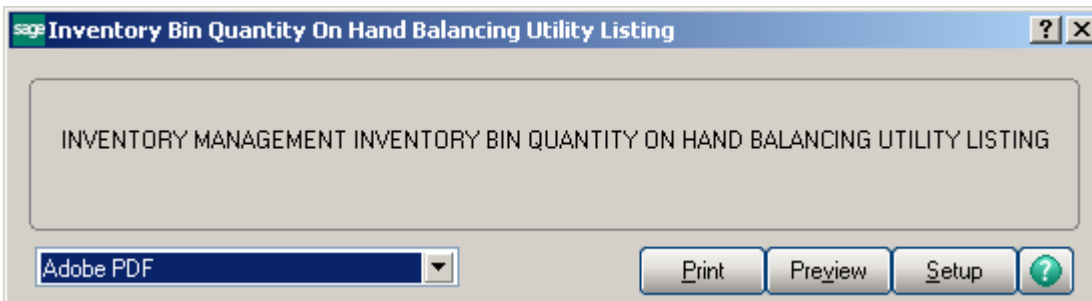 sage Inventory Bin Quantity On Hand Balancing Utility Listing ? X
INVENTORY MANAGEMENT INVENTORY BIN QUANTITY ON HAND BALANCING UTILITY LISTING
Adobe PDF Print Preview Setup ?